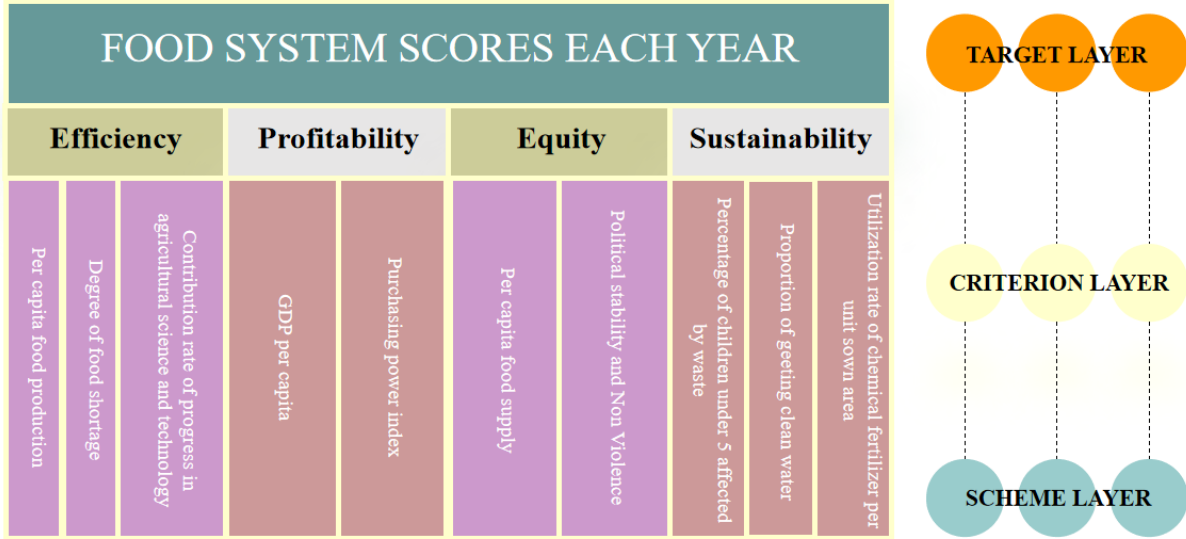 FOOD SYSTEM SCORES EACH YEAR
Efficiency
Profitability
Equity
Sustainability
Per capita food production
Degree of food shortage
Contribution rate of progress in
agricultural science and technology
GDP per capita
Purchasing power index
Per capita food supply
Political stability and Non Violence
Percentage of children under 5 affected
by waste
Proportion of geeting clean water
Utilization rate of chemical fertilizer per
unit sown area
TARGET LAYER
CRITERION LAYER
SCHEME LAYER